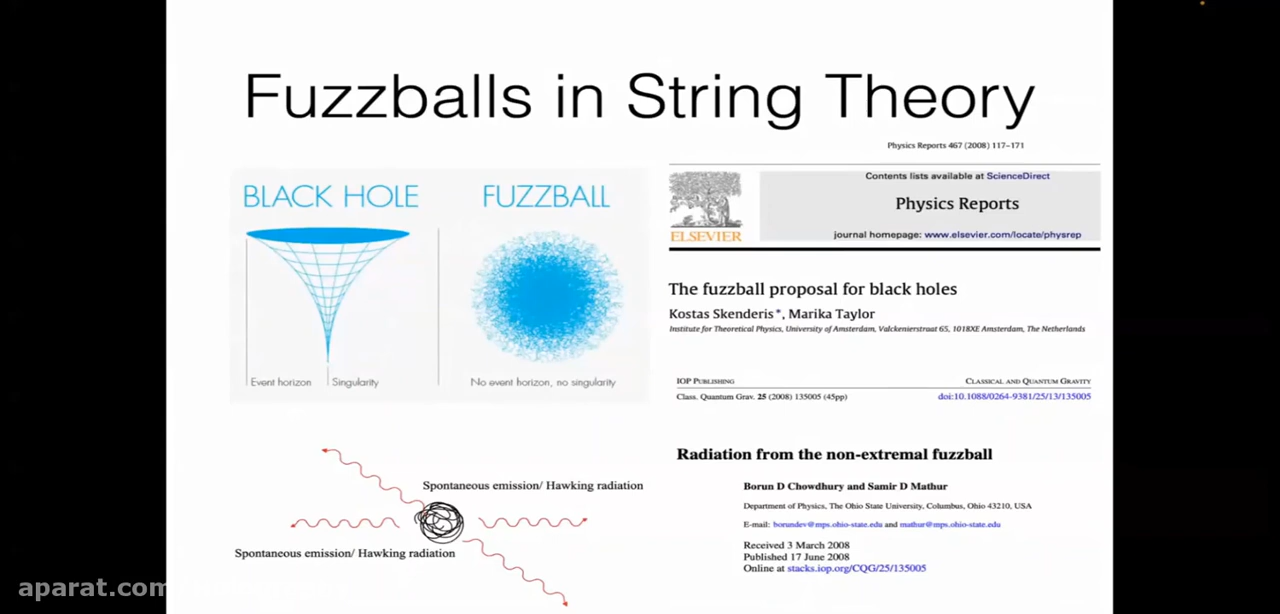 Fuzzballs in String Theory
Physics Reports 467 (2008) 117–171
BLACK HOLE
FUZZBALL
Event horizon
Singularity
No event horizon, no singularity
Contents lists available at ScienceDirect
Physics Reports
ELSEVIER
journal homepage: www.elsevier.com/locate/physrep
The fuzzball proposal for black holes
Kostas Skenderis*, Marika Taylor
Institute for Theoretical Physics, University of Amsterdam, Valckenierstraat 65, 1018XE Amsterdam, The Netherlands
IOP PUBLISHING
CLASSICAL AND QUANTUM GRAVITY
Class. Quantum Grav. 25 (2008) 135005 (45pp)
doi:10.1088/0264-9381/25/13/135005
Spontaneous emission/ Hawking radiation
Spontaneous emission/ Hawking radiation
Radiation from the non-extremal fuzzball
Borun D Chowdhury and Samir D Mathur
Department of Physics, The Ohio State University, Columbus, Ohio 43210, USA
E-mail: borundev@mps.ohio-state.edu and mathur@mps.ohio-state.edu
Received 3 March 2008
Published 17 June 2008
Online at stacks.iop.org/CQG/25/135005
aparat.com/